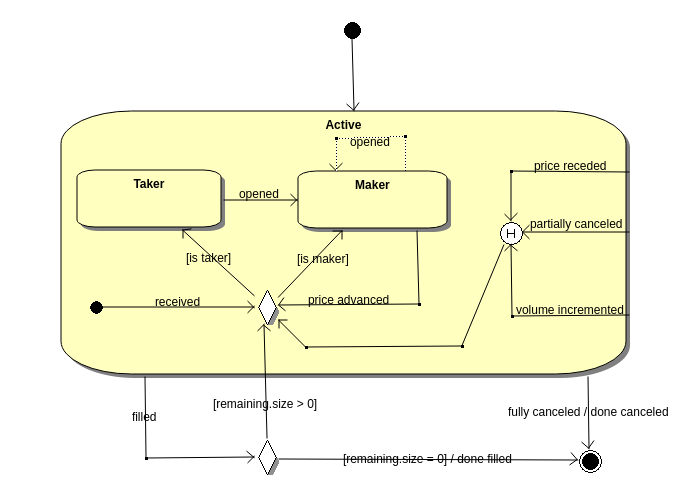 Active
opened
price receded
Taker
Maker
opened
partially canceled
[is taker]
[is maker]
H
received
price advanced
volume incremented
[remaining.size > 0]
filled
fully canceled / done canceled
[remaining.size = 0] / done filled